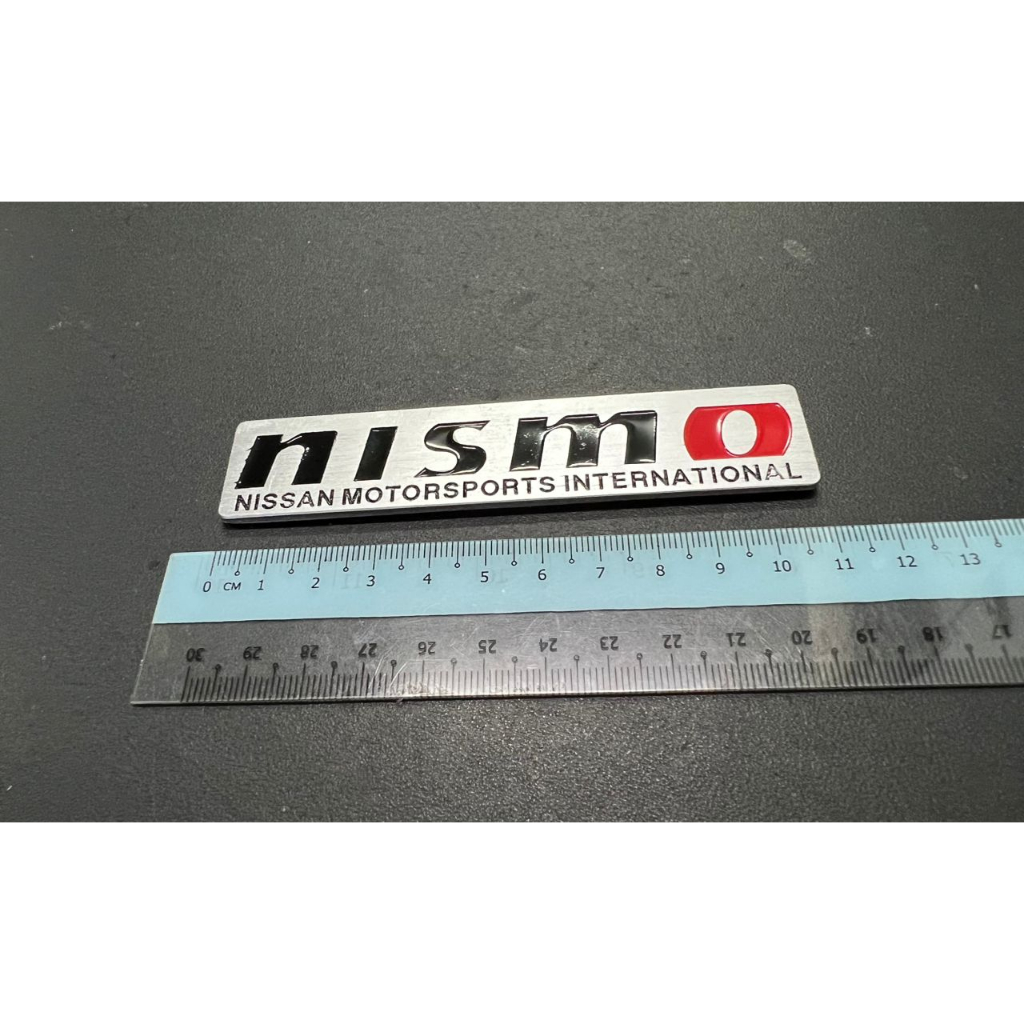 nismo
NISSAN MOTORSPORTS INTERNATIONAL
0 CM 1 2 3 4 5 6 7 8 9 10 11 12 13
30 29 28 27 26 25 24 23 22 21 20 19 18 17